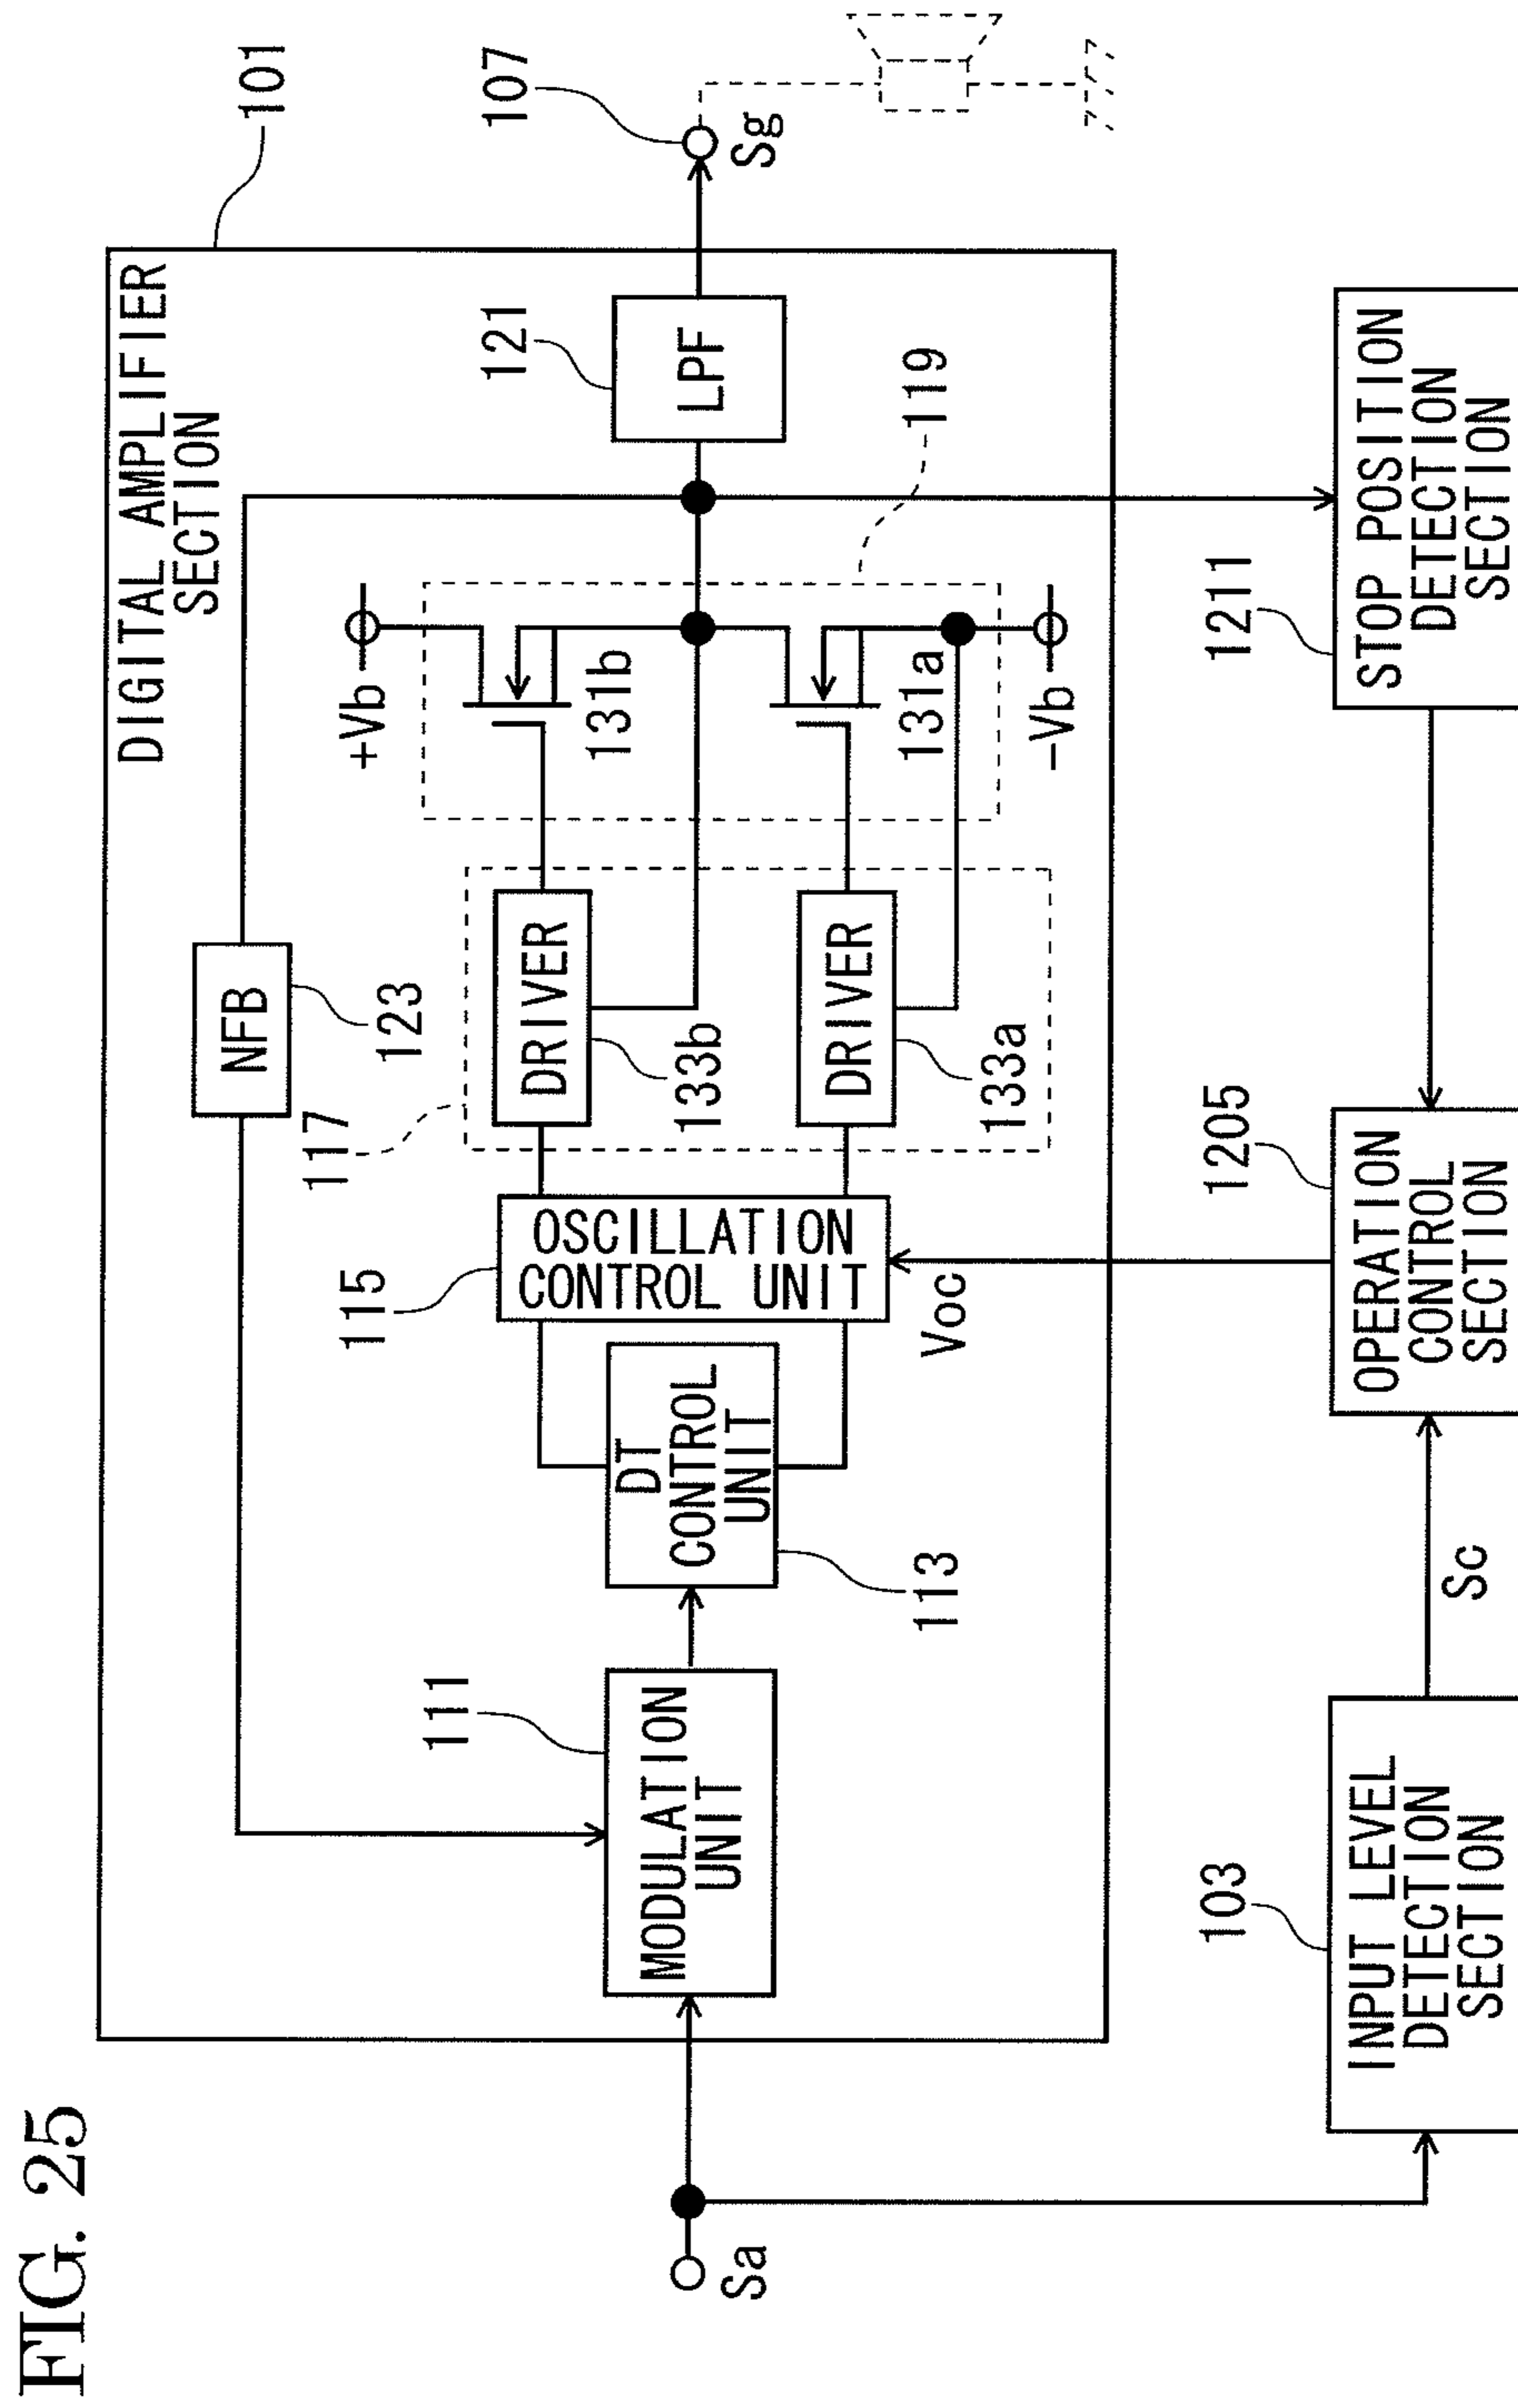 FIG. 25
DIGITAL AMPLIFIER
SECTION
101
NFB
123
117
+Vb
131b
121
LPF
107
Sg
119
DRIVER
133b
111
MODULATION
UNIT
DT
CONTROL
UNIT
113
115
OSCILLATION
CONTROL UNIT
Voc
DRIVER
133a
131a
-Vb
Sa
103
INPUT LEVEL
DETECTION
SECTION
Sc
1205
OPERATION
CONTROL
SECTION
1211
STOP POSITION
DETECTION
SECTION